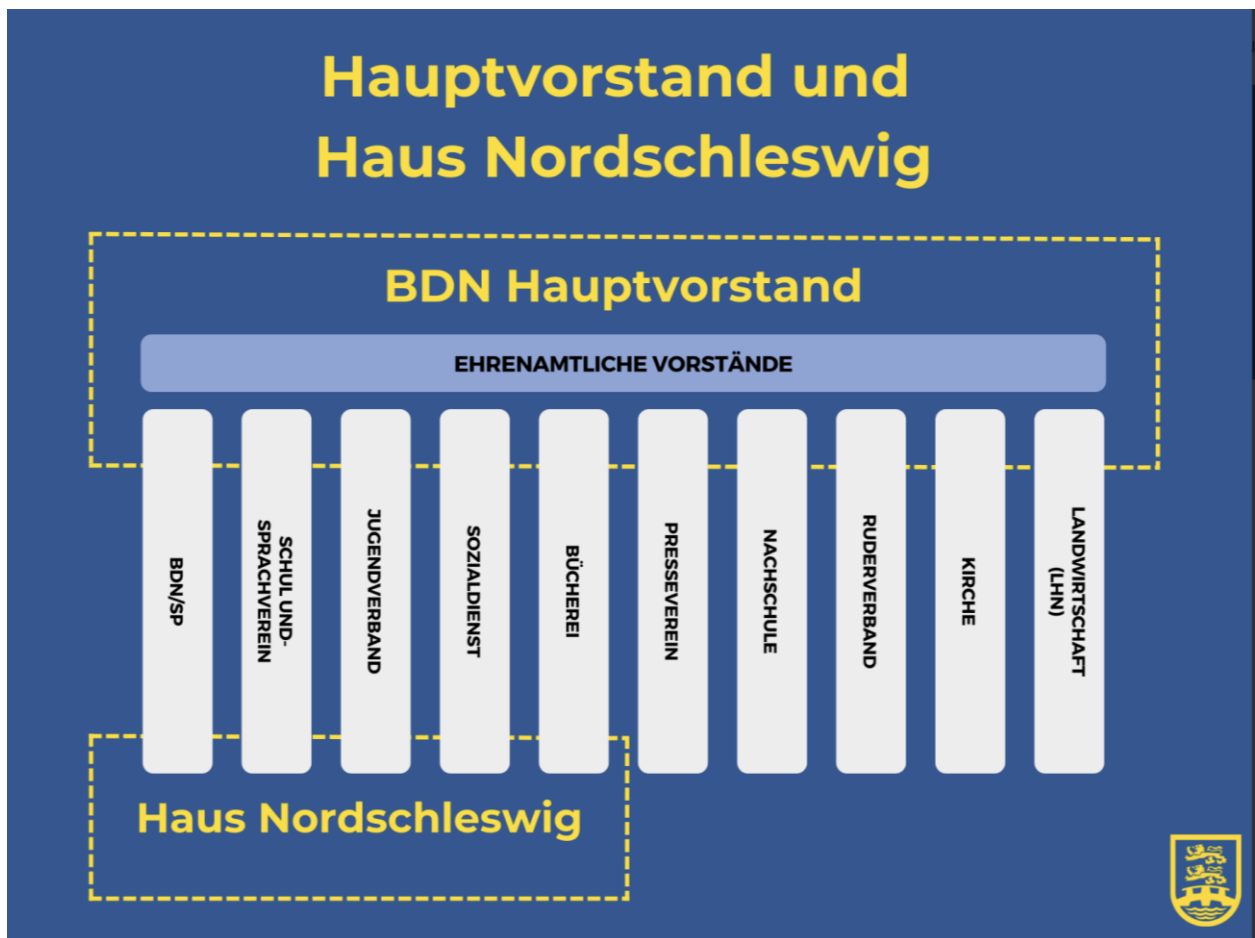 Hauptvorstand und
Haus Nordschleswig
BDN Hauptvorstand
EHRENAMTLICHE VORSTÄNDE
BDN/SP
SCHUL UND-
SPRACHVEREIN
JUGENDVERBAND
SOZIALDIENST
BÜCHEREI
PRESSEVEREIN
NACHSCHULE
RUDERVERBAND
KIRCHE
LANDWIRTSCHAFT
(LHN)
Haus Nordschleswig